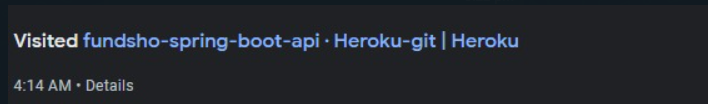 Visited fundsho-spring-boot-api · Heroku-git | Heroku
4:14 AM • Details